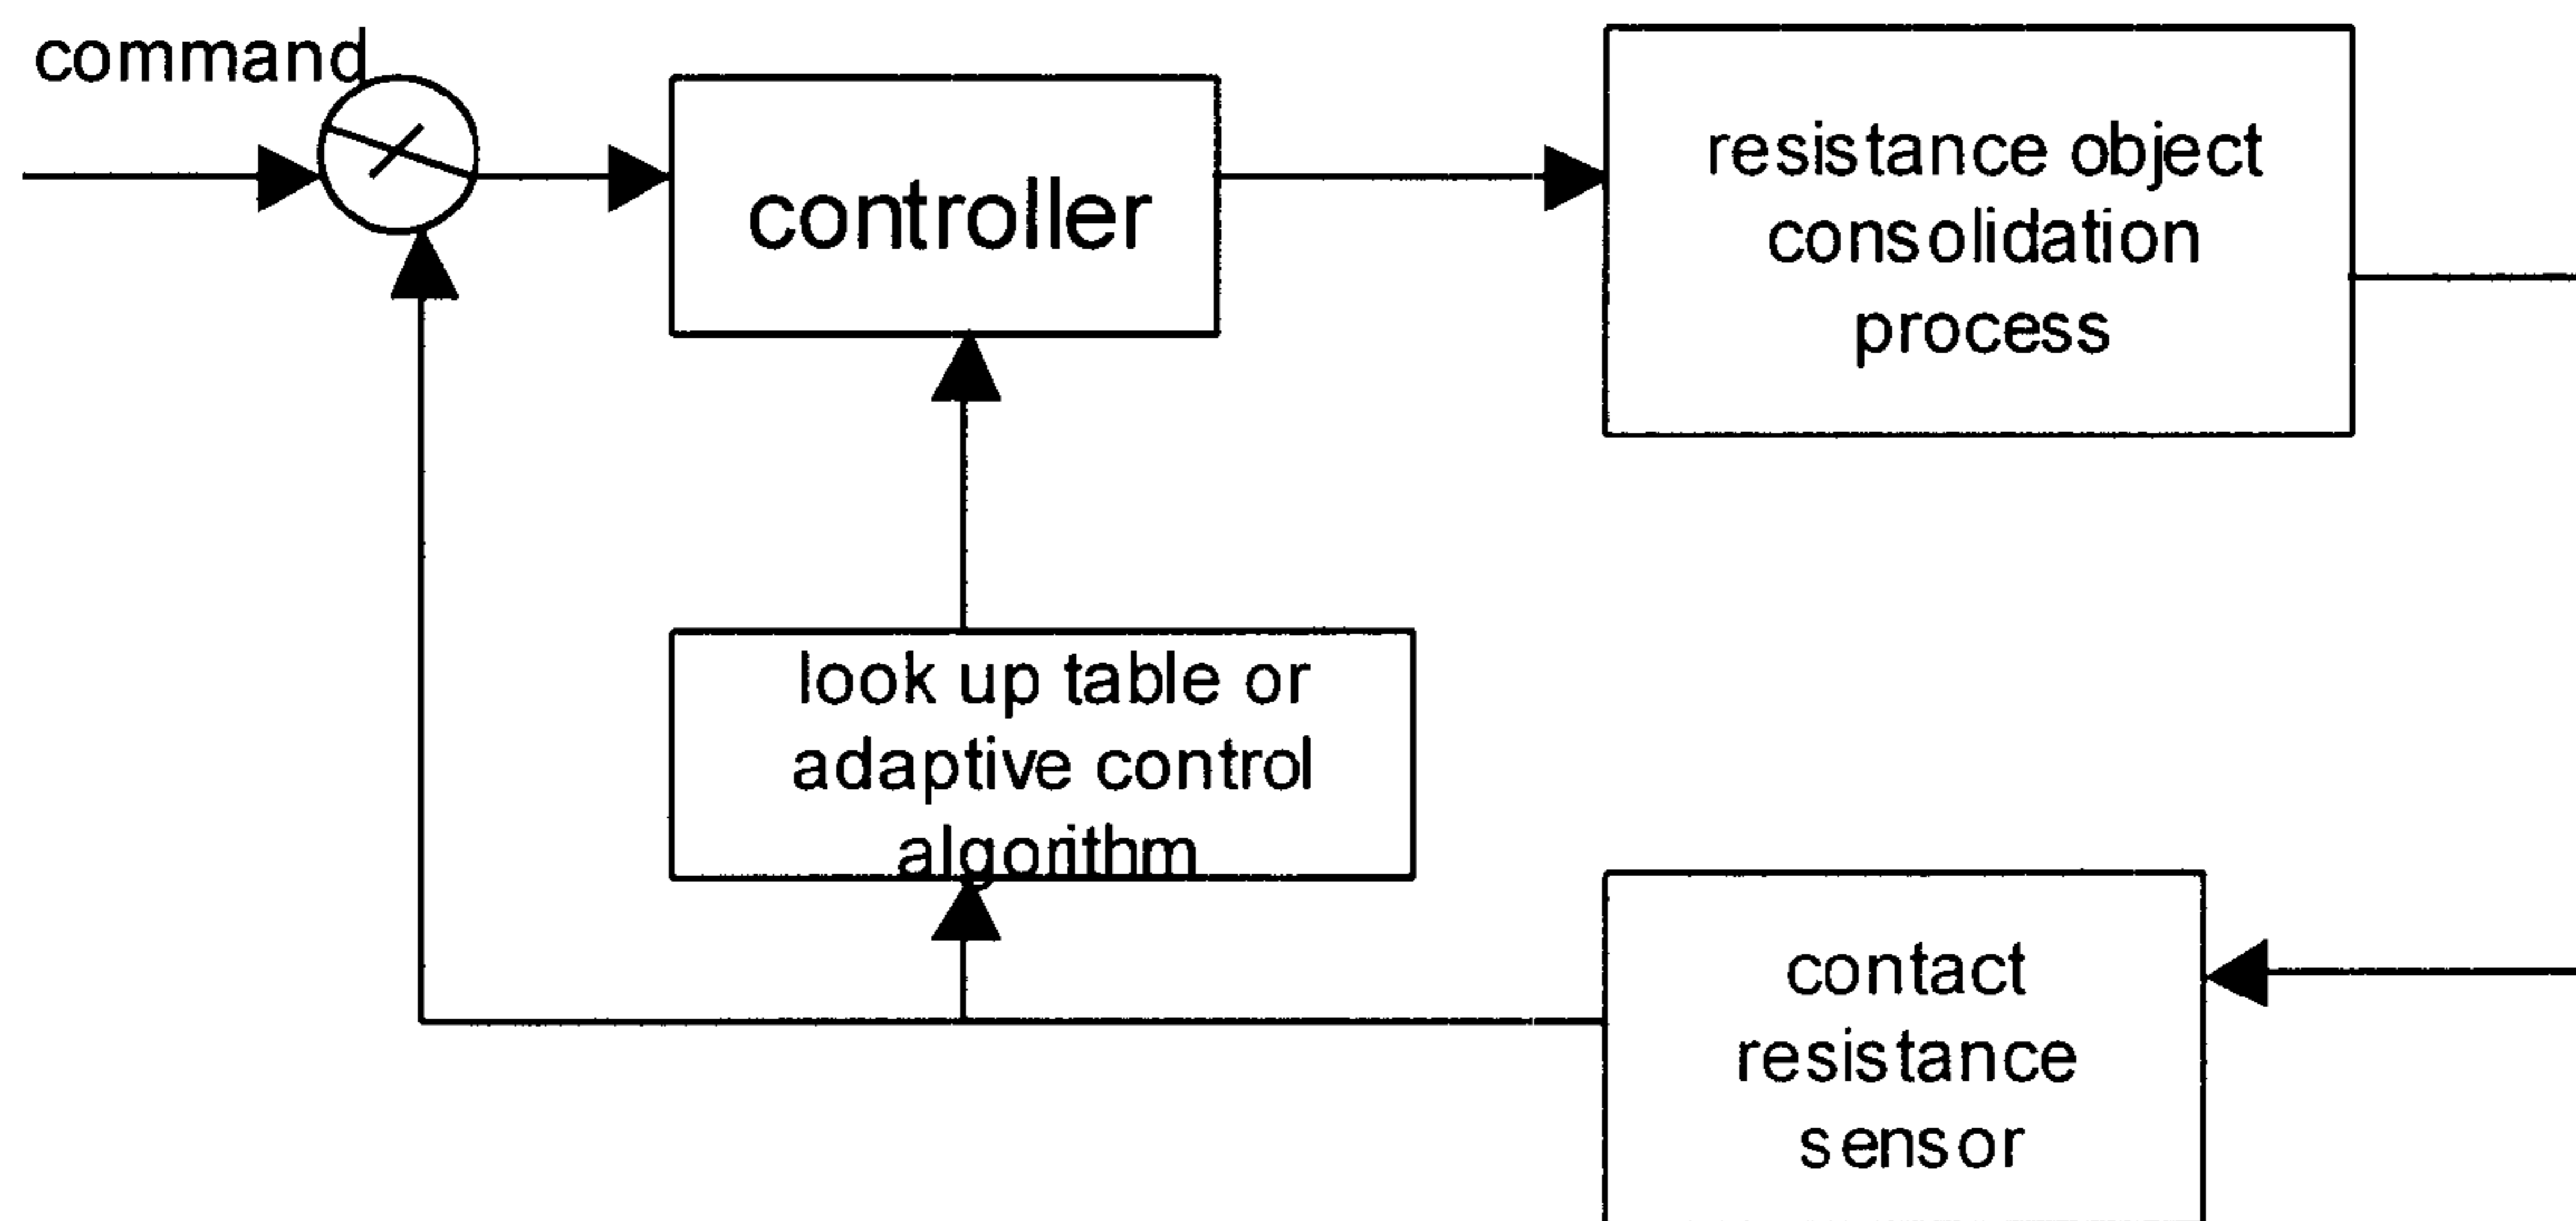 command
controller
resistance object
consolidation
process
look up table or
adaptive control
algorithm
contact
resistance
sensor